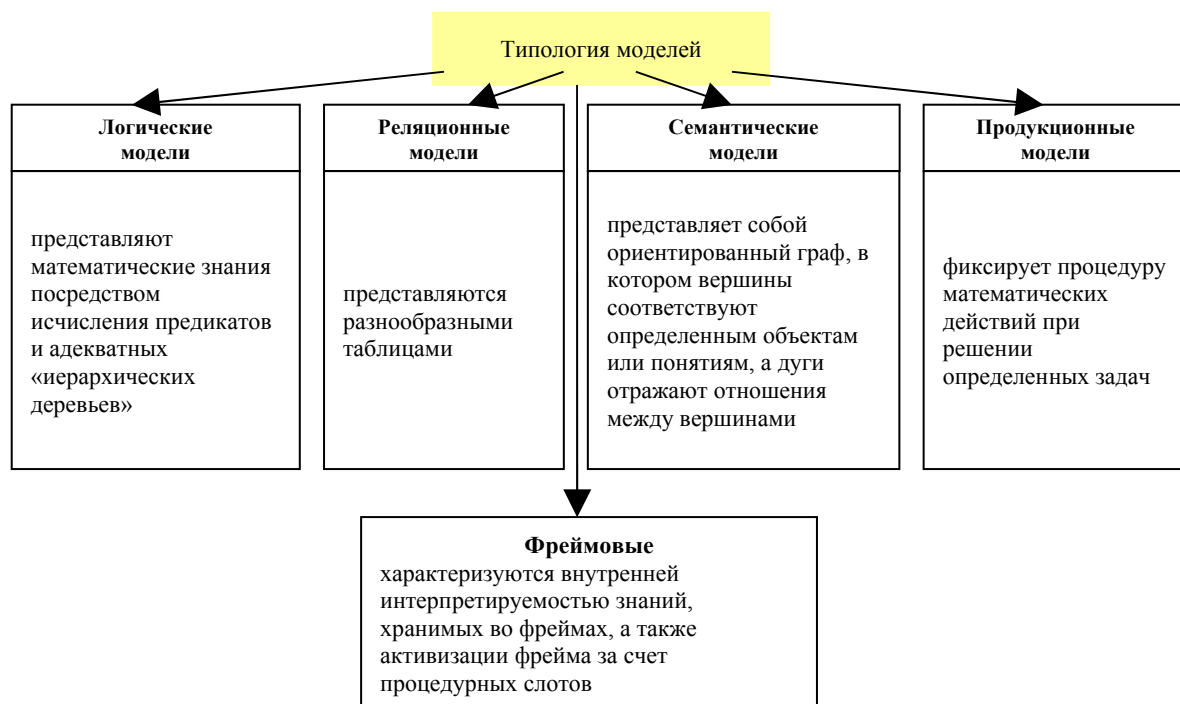 Типология моделей
Логические
модели
представляют
математические знания
посредством
исчисления предикатов
и адекватных
«иерархических
деревьев»
Реляционные
модели
представляются
разнообразными
таблицами
Семантические
модели
представляет собой
ориентированный граф, в
котором вершины
соответствуют
определенным объектам
или понятиям, а дуги
отражают отношения
между вершинами
Продукционные
модели
фиксирует процедуру
математических
действий при
решении
определенных задач
Фреймовые
характеризуются внутренней
интерпретируемостью знаний,
хранимых во фреймах, а также
активизации фрейма за счет
процедурных слотов